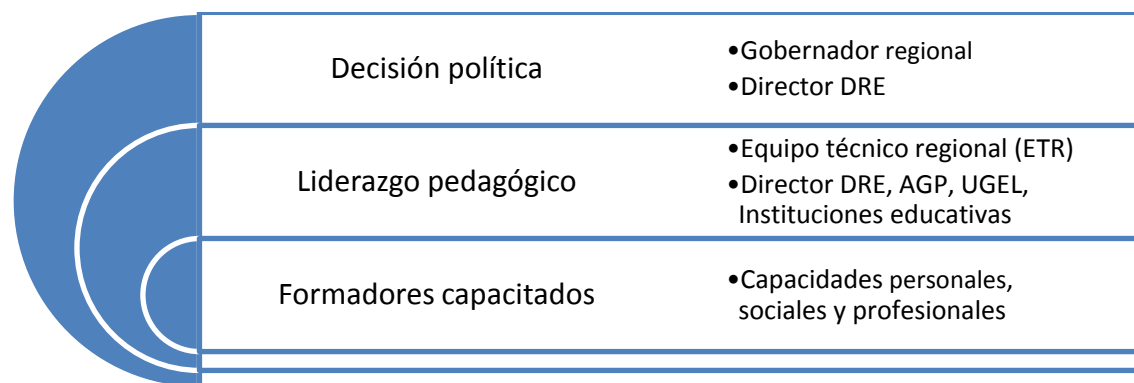 Decisión política
•Gobernador regional
•Director DRE
Liderazgo pedagógico
•Equipo técnico regional (ETR)
•Director DRE, AGP, UGEL,
Instituciones educativas
Formadores capacitados
•Capacidades personales,
sociales y profesionales